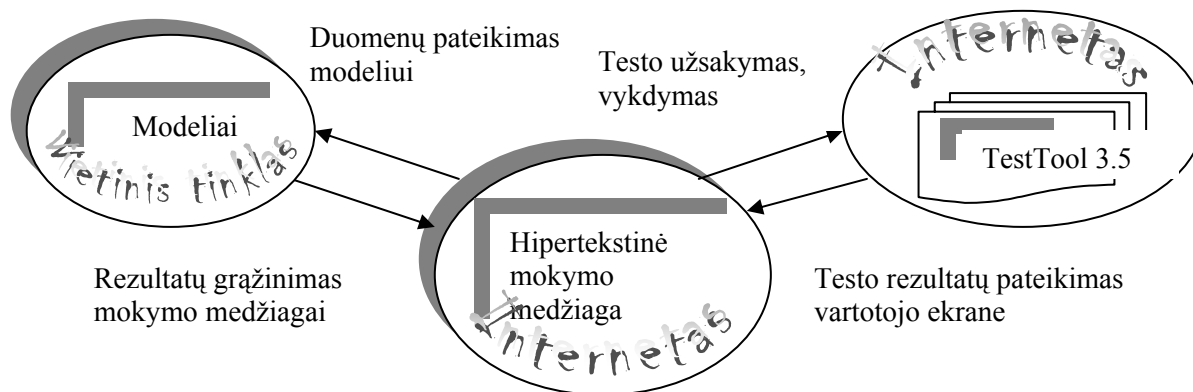 Duomenų pateikimas
modeliui
Testo užsakymas,
vykdymas
Internetas
Modeliai
Vietinis tinklas
TestTool 3.5
Hipertekstinė
mokymo
medžiaga
Internetas
Rezultatų grąžinimas
mokymo medžiagai
Testo rezultatų pateikimas
vartotojo ekrane